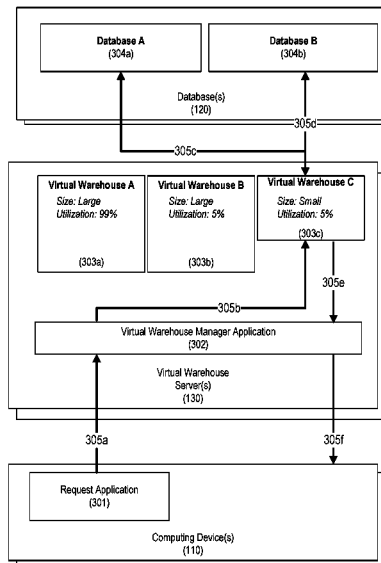 Database A
(304a)
Database B
(304b)
Database(s)
(120)
305d
305c
Virtual Warehouse A
Size: Large
Utilization: 99%
(303a)
Virtual Warehouse B
Size: Large
Utilization: 5%
(303b)
Virtual Warehouse C
Size: Small
Utilization: 5%
(303c)
305e
305b
Virtual Warehouse Manager Application
(302)
Virtual Warehouse
Server(s)
(130)
305a
305f
Request Application
(301)
Computing Device(s)
(110)